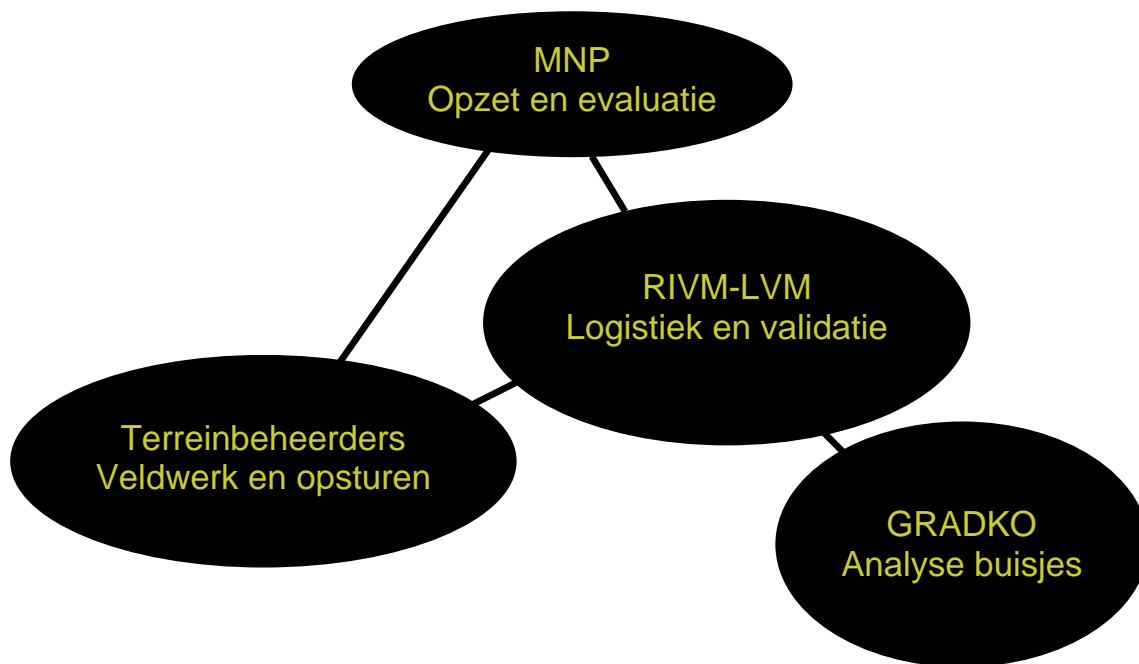 MNP
Opzet en evaluatie
RIVM-LVM
Logistiek en validatie
Terreinbeheerders
Veldwerk en opsturen
GRADKO
Analyse buisjes